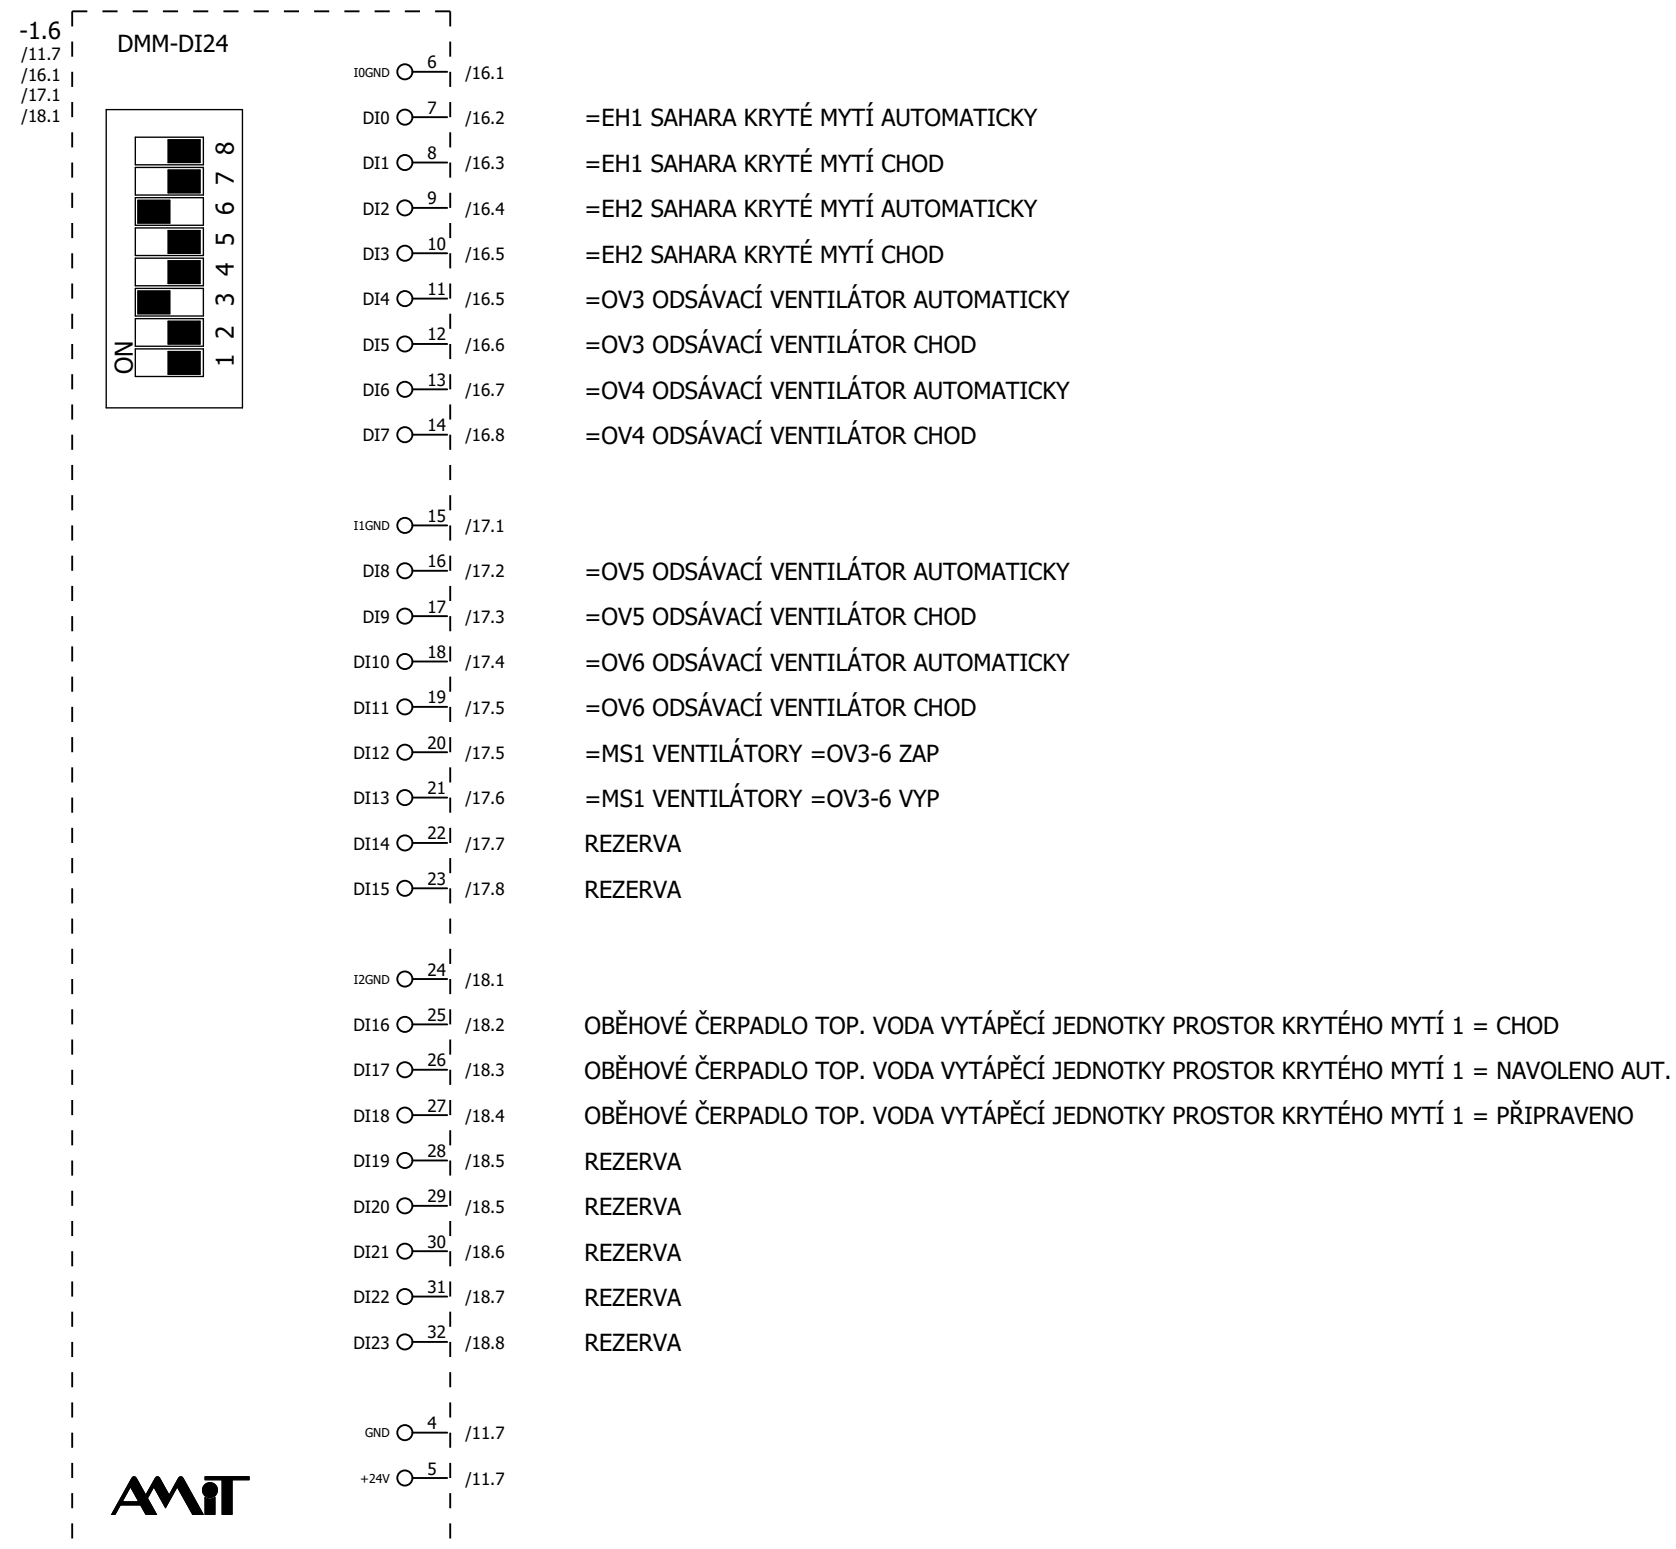 -1.6
/11.7
/16.1
/17.1
/18.1
DMM-DI24
8
7
6
5
4
3
2
1
ON
I0GND 6 /16.1
DI0 7 /16.2 =EH1 SAHARA KRYTÉ MYTÍ AUTOMATICKY
DI1 8 /16.3 =EH1 SAHARA KRYTÉ MYTÍ CHOD
DI2 9 /16.4 =EH2 SAHARA KRYTÉ MYTÍ AUTOMATICKY
DI3 10 /16.5 =EH2 SAHARA KRYTÉ MYTÍ CHOD
DI4 11 /16.5 =OV3 ODSÁVACÍ VENTILÁTOR AUTOMATICKY
DI5 12 /16.6 =OV3 ODSÁVACÍ VENTILÁTOR CHOD
DI6 13 /16.7 =OV4 ODSÁVACÍ VENTILÁTOR AUTOMATICKY
DI7 14 /16.8 =OV4 ODSÁVACÍ VENTILÁTOR CHOD
I1GND 15 /17.1
DI8 16 /17.2 =OV5 ODSÁVACÍ VENTILÁTOR AUTOMATICKY
DI9 17 /17.3 =OV5 ODSÁVACÍ VENTILÁTOR CHOD
DI10 18 /17.4 =OV6 ODSÁVACÍ VENTILÁTOR AUTOMATICKY
DI11 19 /17.5 =OV6 ODSÁVACÍ VENTILÁTOR CHOD
DI12 20 /17.5 =MS1 VENTILÁTORY =OV3-6 ZAP
DI13 21 /17.6 =MS1 VENTILÁTORY =OV3-6 VYP
DI14 22 /17.7 REZERVA
DI15 23 /17.8 REZERVA
I2GND 24 /18.1
DI16 25 /18.2 OBĚHOVÉ ČERPADLO TOP. VODA VYTÁPĚCÍ JEDNOTKY PROSTOR KRYTÉHO MYTÍ 1 = CHOD
DI17 26 /18.3 OBĚHOVÉ ČERPADLO TOP. VODA VYTÁPĚCÍ JEDNOTKY PROSTOR KRYTÉHO MYTÍ 1 = NAVOLENO AUT.
DI18 27 /18.4 OBĚHOVÉ ČERPADLO TOP. VODA VYTÁPĚCÍ JEDNOTKY PROSTOR KRYTÉHO MYTÍ 1 = PŘIPRAVENO
DI19 28 /18.5 REZERVA
DI20 29 /18.5 REZERVA
DI21 30 /18.6 REZERVA
DI22 31 /18.7 REZERVA
DI23 32 /18.8 REZERVA
GND 4 /11.7
+24V 5 /11.7
AMiT